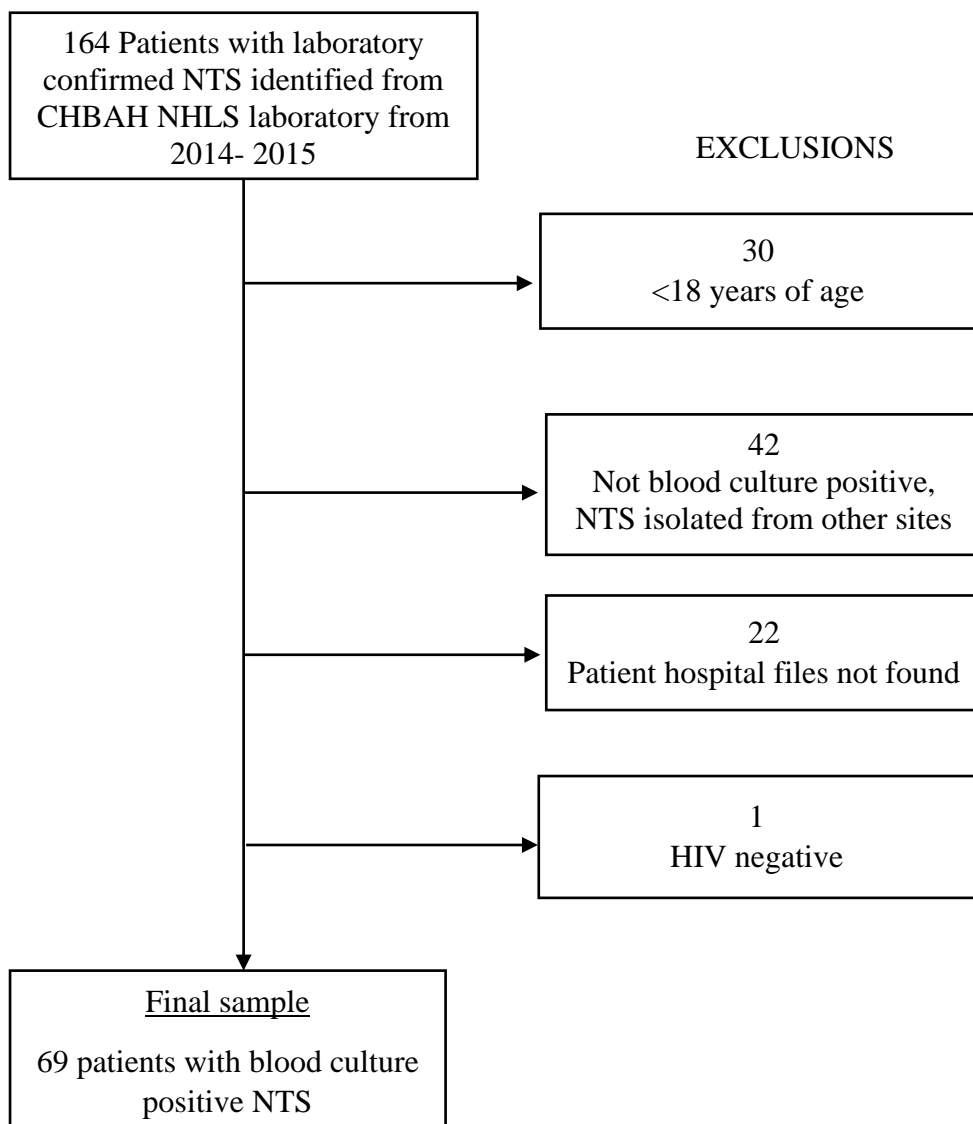 164 Patients with laboratory
confirmed NTS identified from
CHBAH NHLS laboratory from
2014- 2015
EXCLUSIONS
30
<18 years of age
42
Not blood culture positive,
NTS isolated from other sites
22
Patient hospital files not found
1
HIV negative
Final sample
69 patients with blood culture
positive NTS